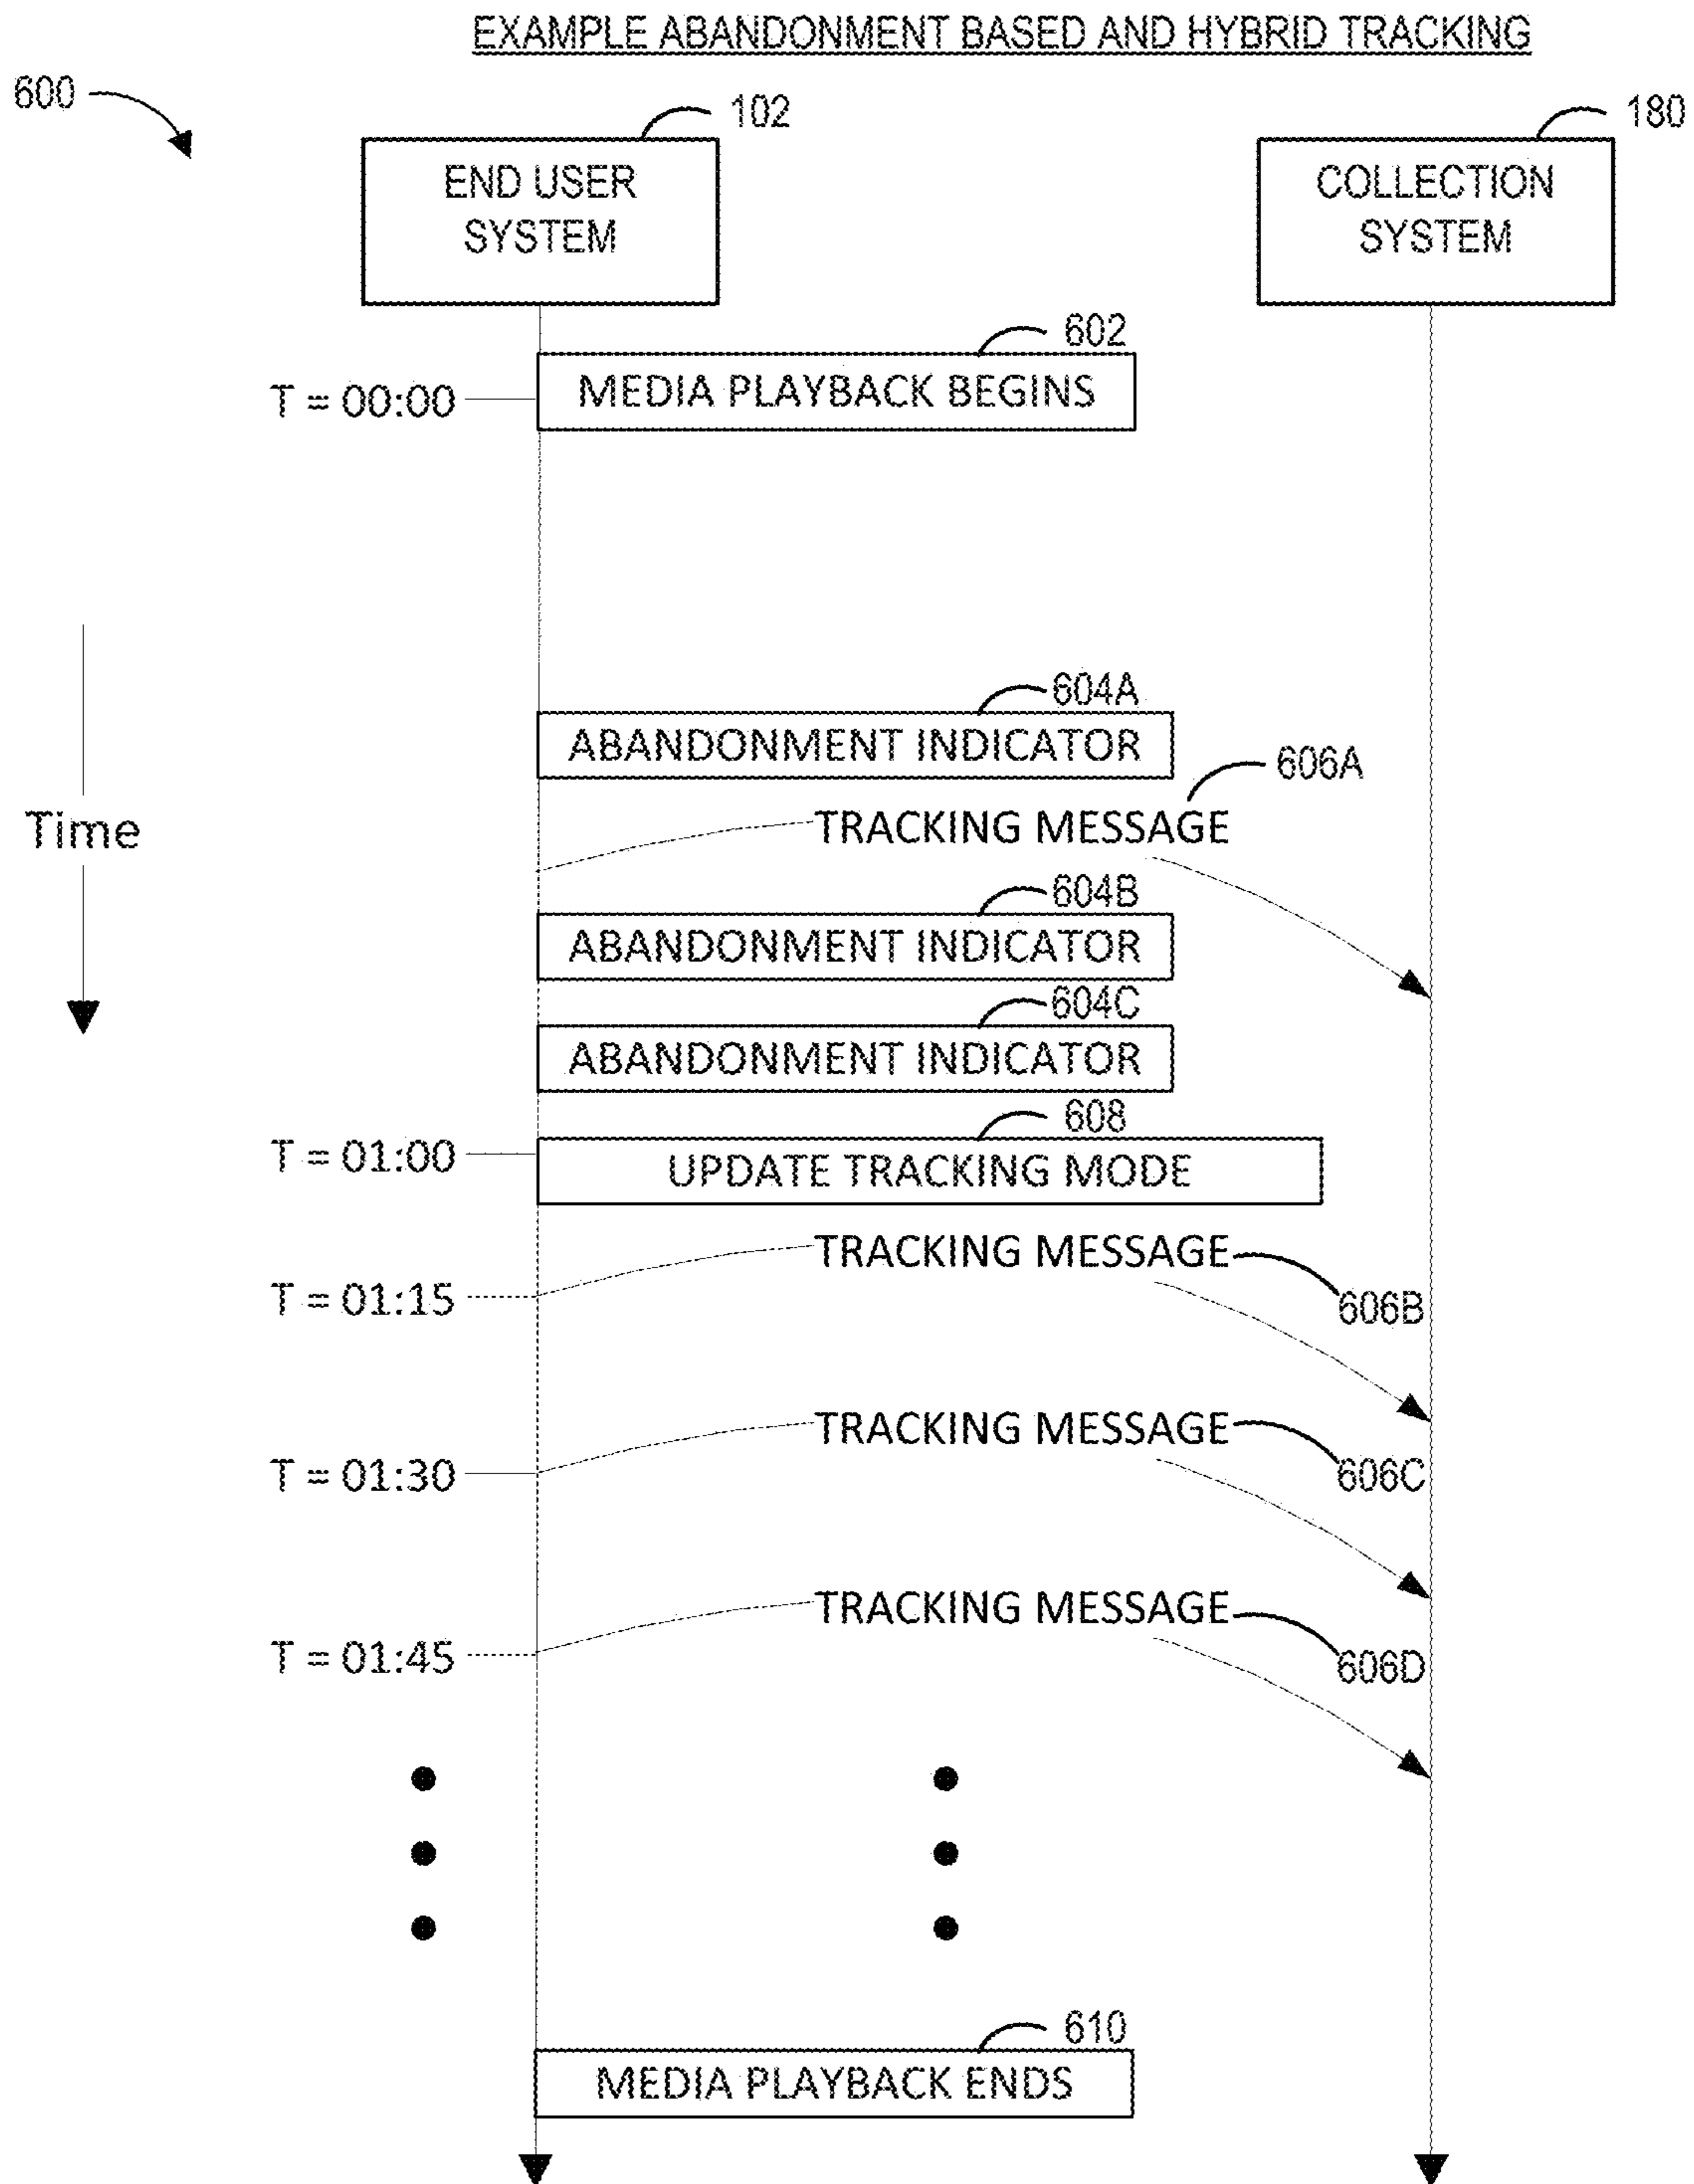 EXAMPLE ABANDONMENT BASED AND HYBRID TRACKING
600
102
180
END USER
SYSTEM
COLLECTION
SYSTEM
602
T = 00:00
MEDIA PLAYBACK BEGINS
604A
ABANDONMENT INDICATOR
606A
Time
TRACKING MESSAGE
604B
ABANDONMENT INDICATOR
604C
ABANDONMENT INDICATOR
608
T = 01:00
UPDATE TRACKING MODE
TRACKING MESSAGE
T = 01:15
606B
TRACKING MESSAGE
T = 01:30
606C
TRACKING MESSAGE
T = 01:45
606D
610
MEDIA PLAYBACK ENDS